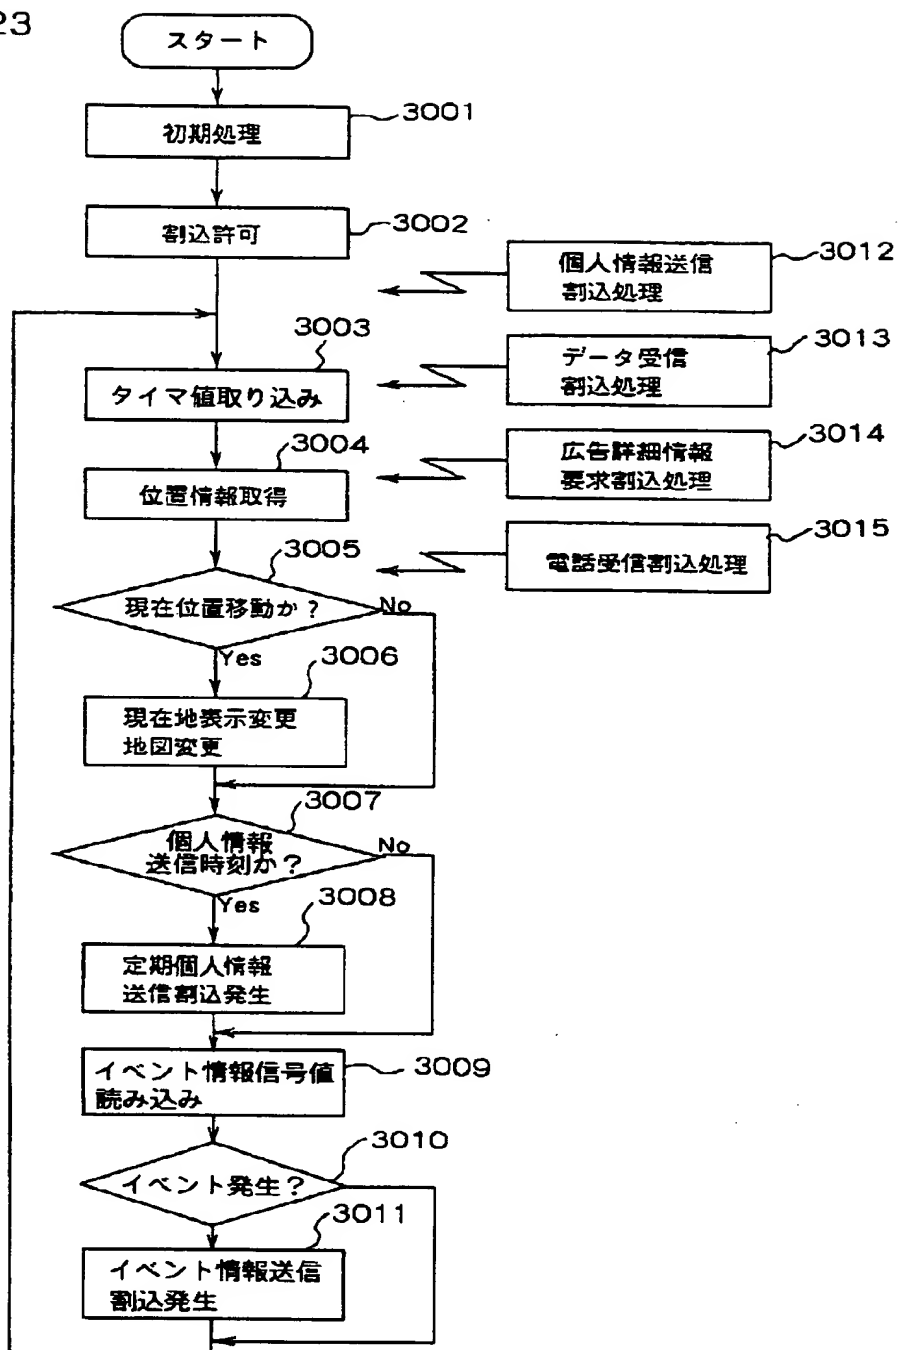 23
スタート
3001
初期処理
3002
割込許可
個人情報送信
割込処理
3012
3003
タイマ値取り込み
データ受信
割込処理
3013
3004
位置情報取得
広告詳細情報
要求割込処理
3014
3005
現在位置移動か？
No
電話受信割込処理
3015
Yes
3006
現在地表示変更
地図変更
3007
個人情報
送信時刻か？
No
Yes
3008
定期個人情報
送信割込発生
イベント情報信号値
読み込み
3009
3010
イベント発生？
3011
イベント情報送信
割込発生